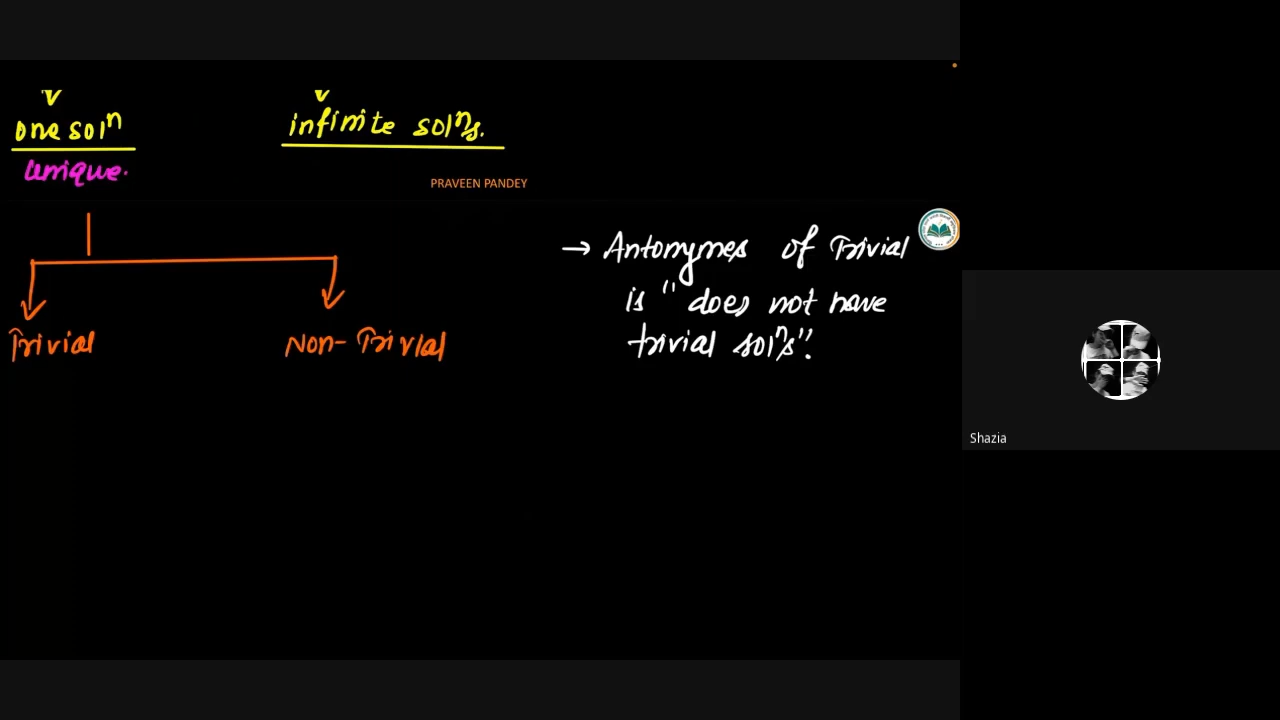 one solⁿ
infinite solⁿs.
Unique.
PRAVEEN PANDEY
→ Antonymes of Trivial
is "does not have
trivial solⁿs".
Trivial
Non-Trivial
Shazia